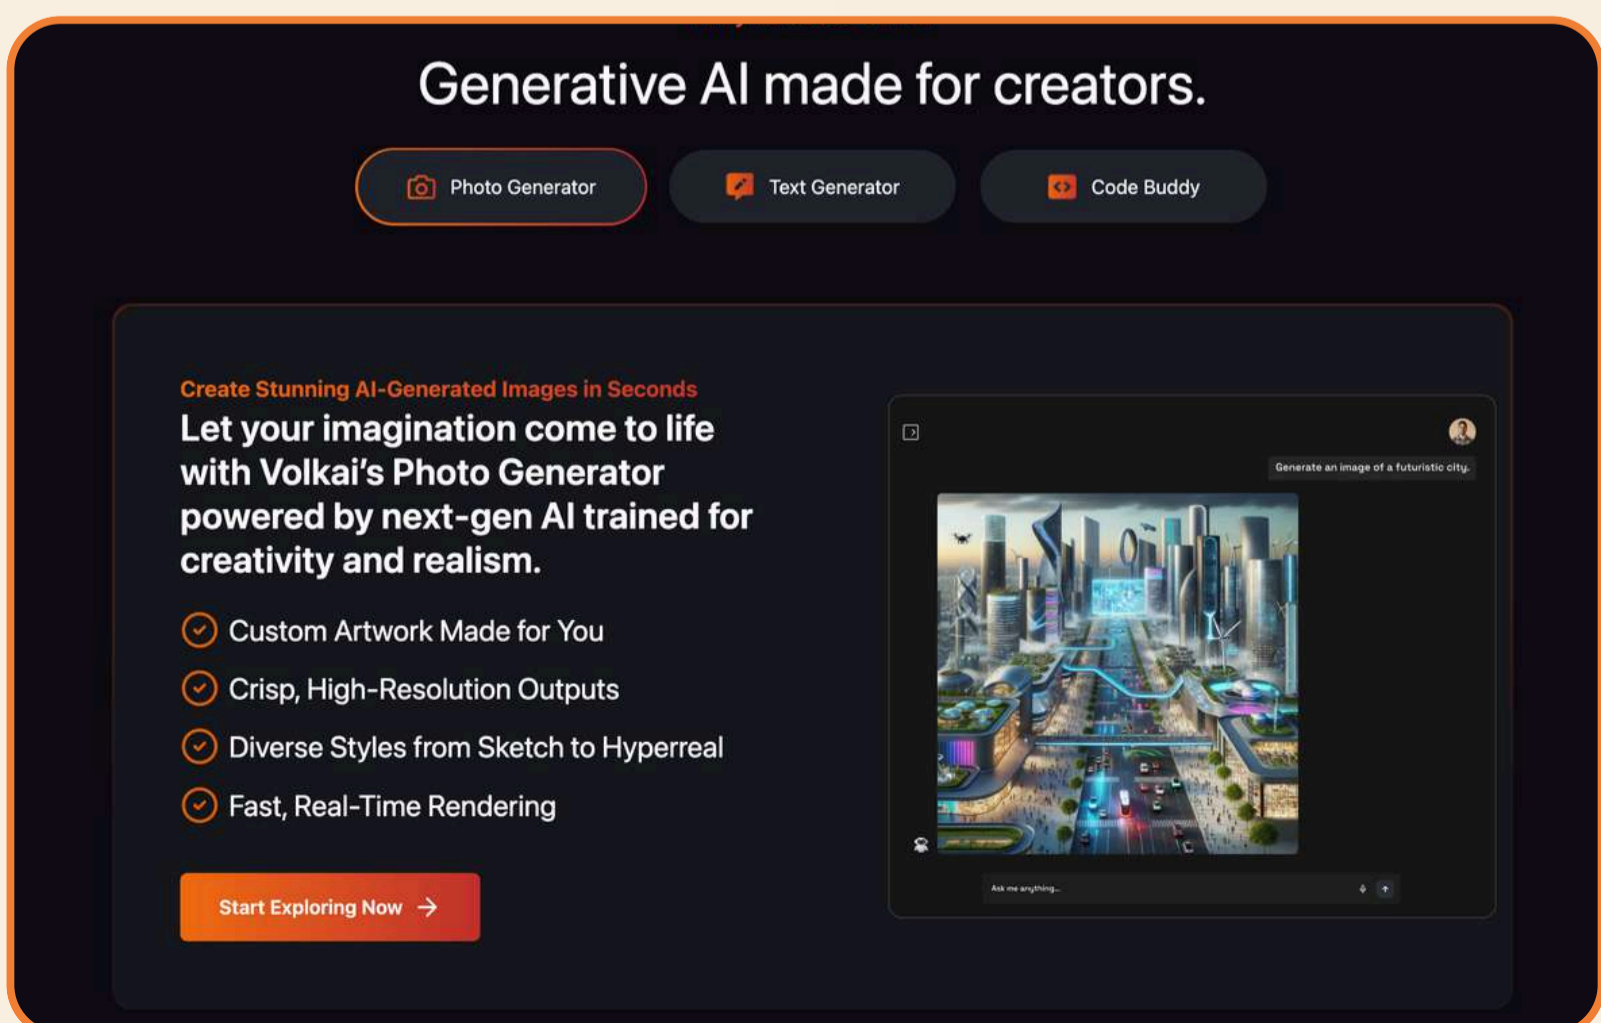 Generative AI made for creators.
Photo Generator
Text Generator
Code Buddy
Create Stunning AI-Generated Images in Seconds
Let your imagination come to life
with Volkai’s Photo Generator
powered by next-gen AI trained for
creativity and realism.
Custom Artwork Made for You
Crisp, High-Resolution Outputs
Diverse Styles from Sketch to Hyperreal
Fast, Real-Time Rendering
Start Exploring Now
Generate an image of a futuristic city.
Ask me anything...